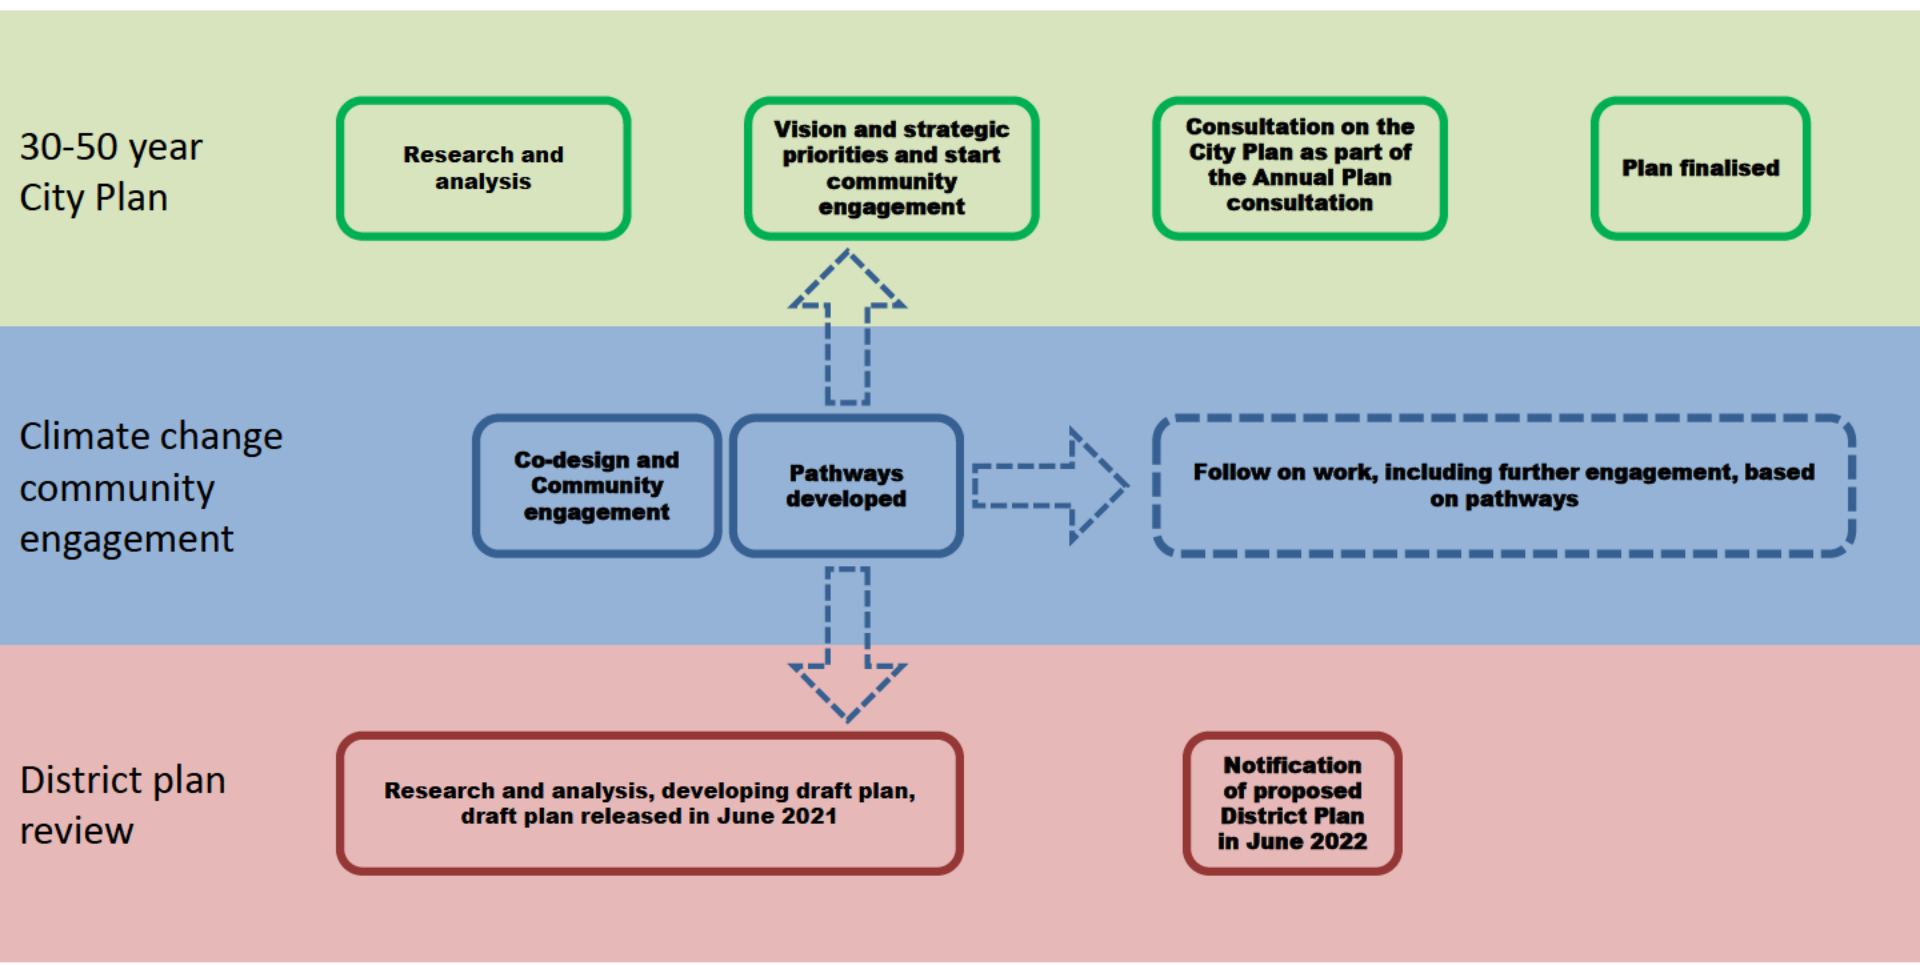 30-50 year
City Plan
Research and
analysis
Vision and strategic
priorities and start
community
engagement
Consultation on the
City Plan as part of
the Annual Plan
consultation
Plan finalised
Climate change
community
engagement
Co-design and
Community
engagement
Pathways
developed
Follow on work, including further engagement, based
on pathways
District plan
review
Research and analysis, developing draft plan,
draft plan released in June 2021
Notification
of proposed
District Plan
in June 2022